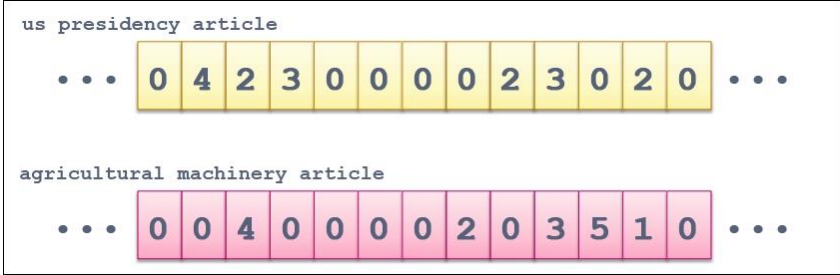 us presidency article
... 0 4 2 3 0 0 0 0 2 3 0 2 0 ...
agricultural machinery article
... 0 0 4 0 0 0 0 2 0 3 5 1 0 ...